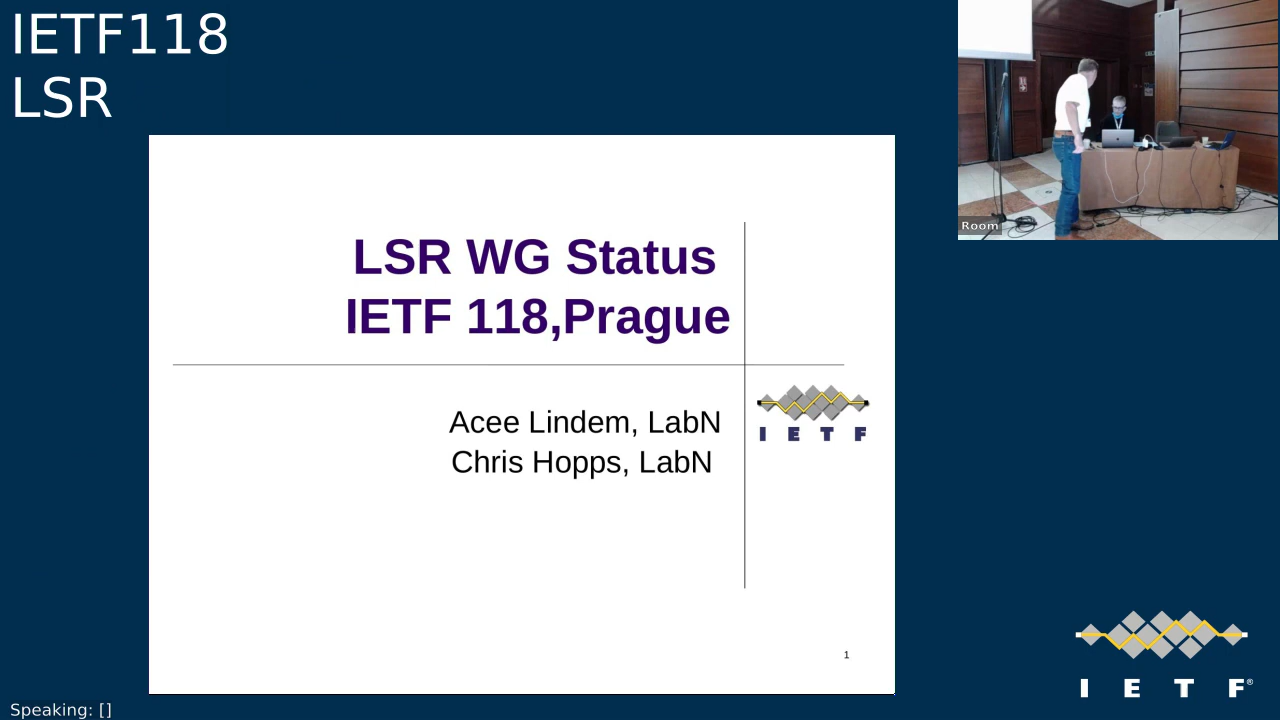 IETF118
LSR
Room
LSR WG Status
IETF 118,Prague
Acee Lindem, LabN
Chris Hopps, LabN
I E T F
1
I E T F®
Speaking: []